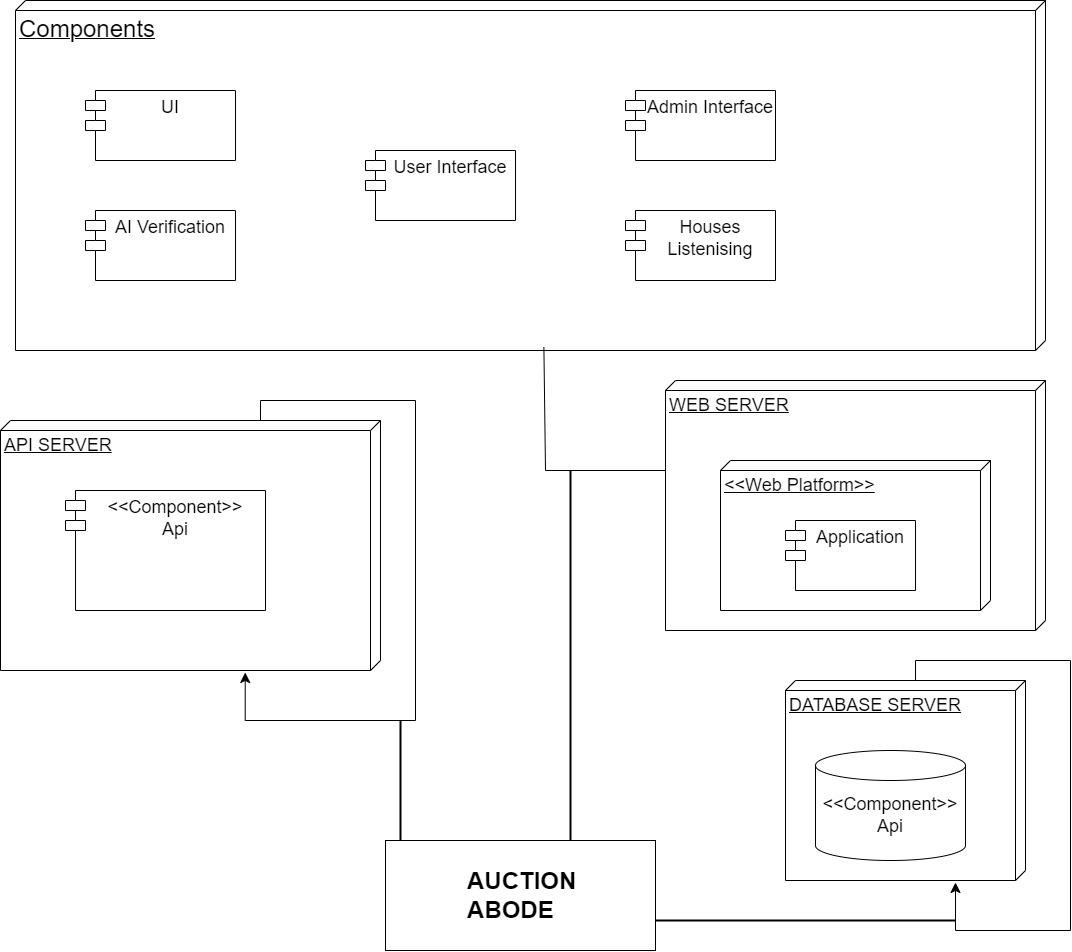 Components
UI
Admin Interface
User Interface
AI Verification
Houses
Listenising
WEB SERVER
API SERVER
<<Web Platform>>
<<Component>>
Api
Application
DATABASE SERVER
<<Component>>
Api
AUCTION
ABODE